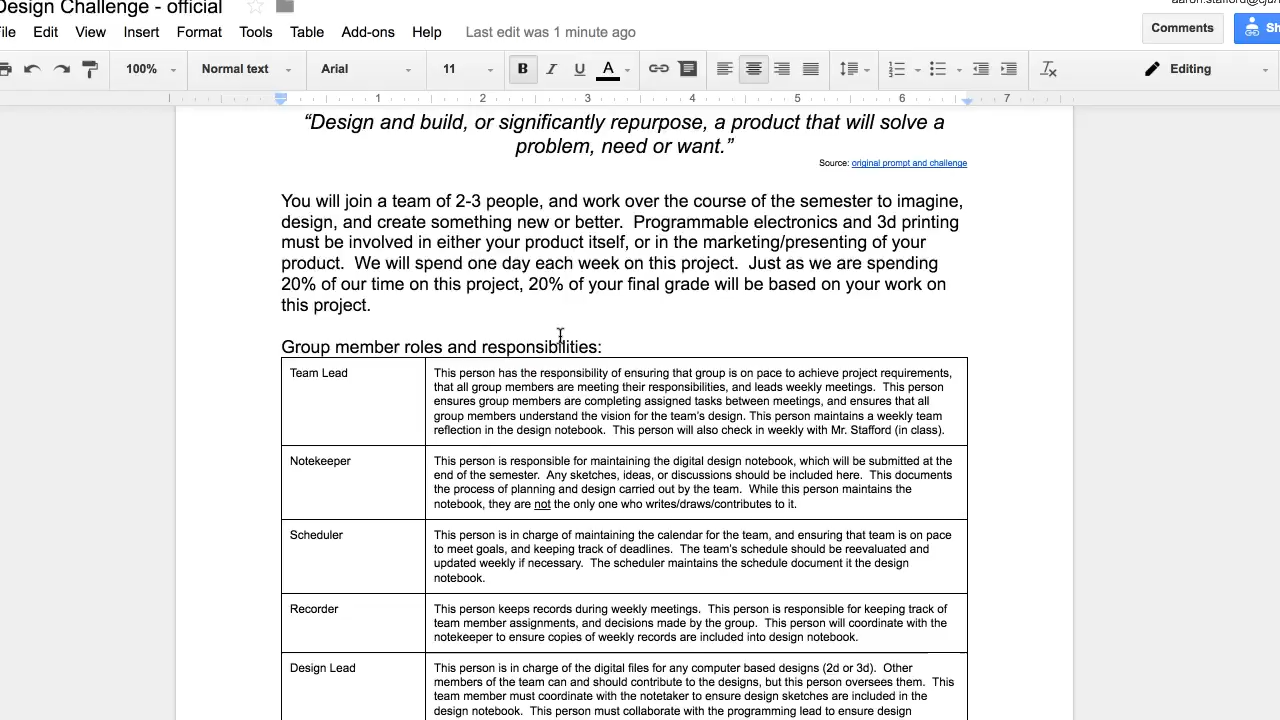 Design Challenge - official
aaron.stafford@cjuh
File Edit View Insert Format Tools Table Add-ons Help Last edit was 1 minute ago
Comments
100% Normal text Arial 11 B I U A Editing
1 2 3 4 5 6 7
“Design and build, or significantly repurpose, a product that will solve a
problem, need or want.”
Source: original prompt and challenge
You will join a team of 2-3 people, and work over the course of the semester to imagine,
design, and create something new or better. Programmable electronics and 3d printing
must be involved in either your product itself, or in the marketing/presenting of your
product. We will spend one day each week on this project. Just as we are spending
20% of our time on this project, 20% of your final grade will be based on your work on
this project.
Group member roles and responsibilities:
Team Lead
This person has the responsibility of ensuring that group is on pace to achieve project requirements,
that all group members are meeting their responsibilities, and leads weekly meetings. This person
ensures group members are completing assigned tasks between meetings, and ensures that all
group members understand the vision for the team’s design. This person maintains a weekly team
reflection in the design notebook. This person will also check in weekly with Mr. Stafford (in class).
Notekeeper
This person is responsible for maintaining the digital design notebook, which will be submitted at the
end of the semester. Any sketches, ideas, or discussions should be included here. This documents
the process of planning and design carried out by the team. While this person maintains the
notebook, they are not the only one who writes/draws/contributes to it.
Scheduler
This person is in charge of maintaining the calendar for the team, and ensuring that team is on pace
to meet goals, and keeping track of deadlines. The team’s schedule should be reevaluated and
updated weekly if necessary. The scheduler maintains the schedule document it the design
notebook.
Recorder
This person keeps records during weekly meetings. This person is responsible for keeping track of
team member assignments, and decisions made by the group. This person will coordinate with the
notekeeper to ensure copies of weekly records are included into design notebook.
Design Lead
This person is in charge of the digital files for any computer based designs (2d or 3d). Other
members of the team can and should contribute to the designs, but this person oversees them. This
team member must coordinate with the notetaker to ensure design sketches are included in the
design notebook. This person must collaborate with the programming lead to ensure design